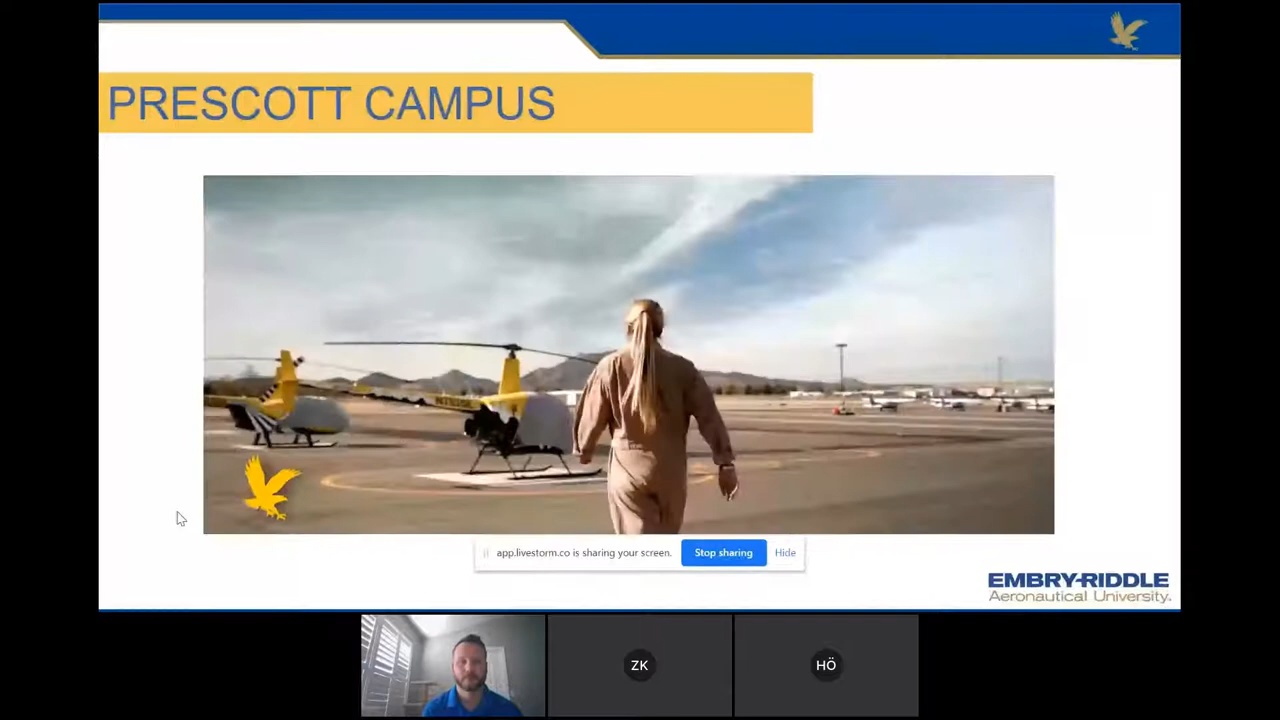 PRESCOTT CAMPUS
app.livestorm.co is sharing your screen.
Stop sharing
Hide
EMBRY-RIDDLE
Aeronautical University.
ZK
HÖ